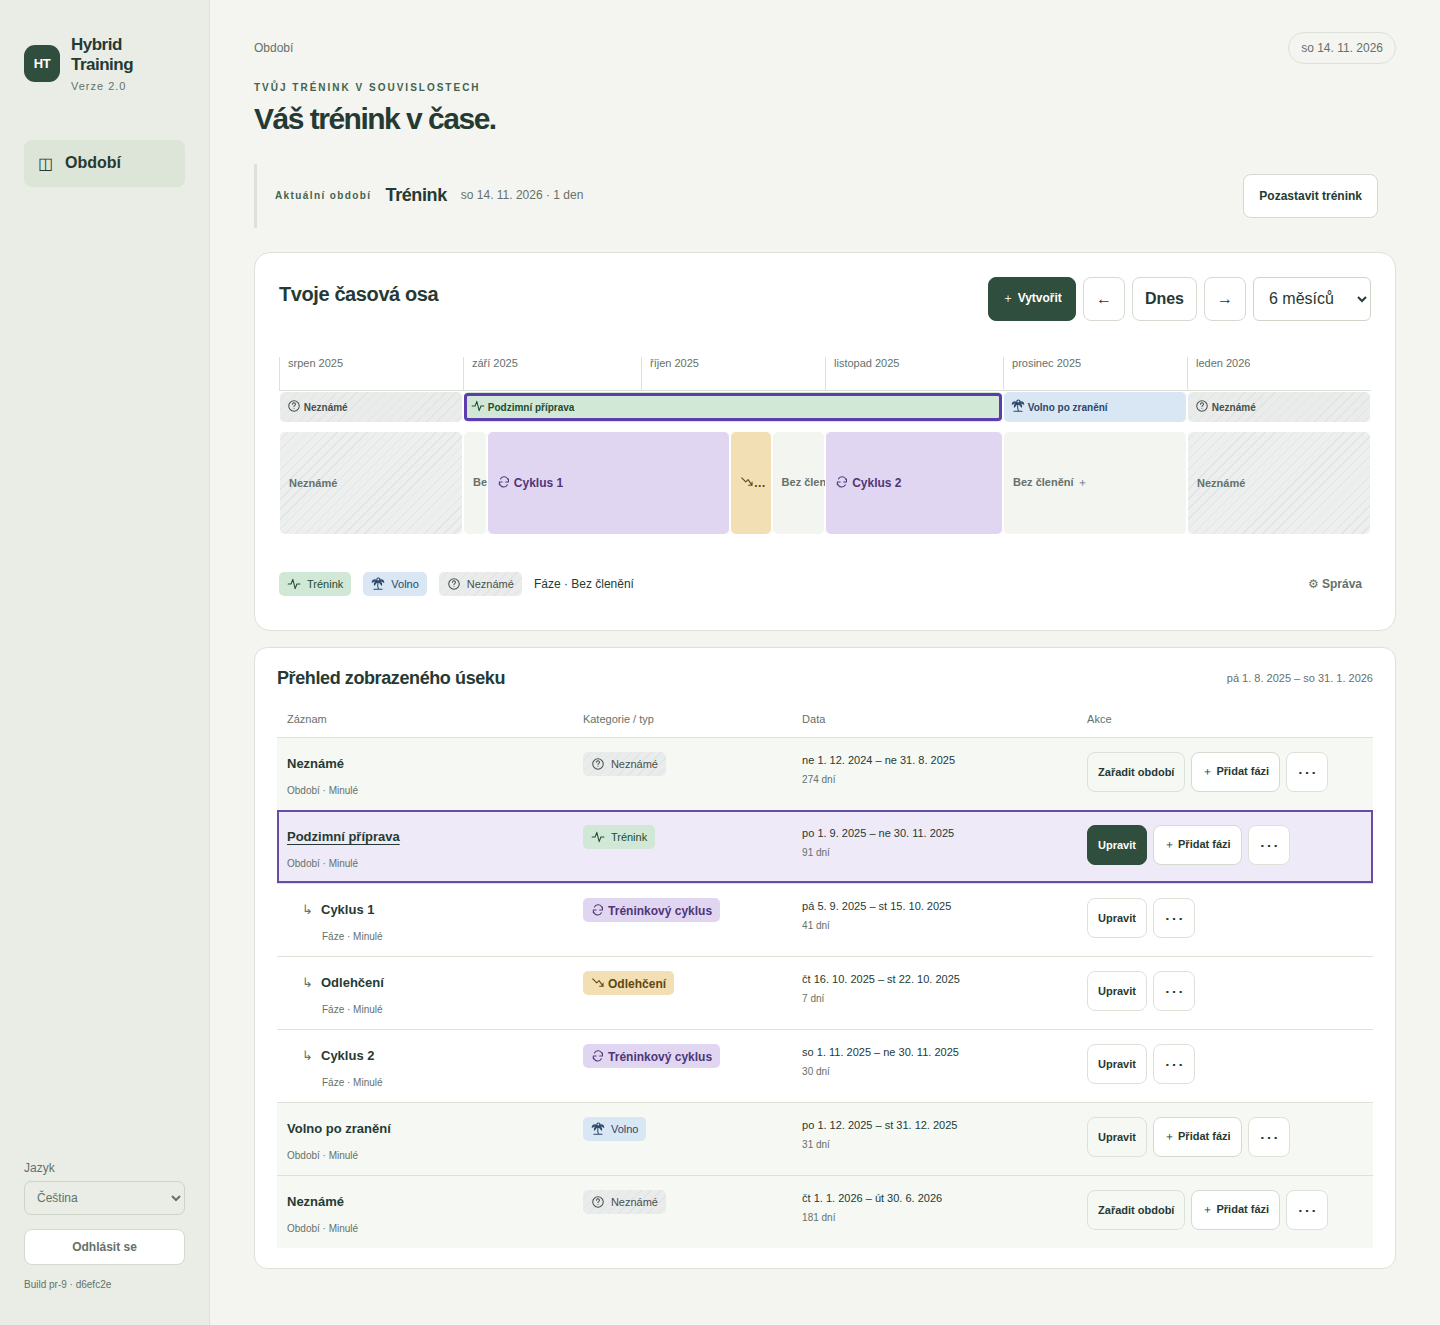 HT
Hybrid
Training
Verze 2.0
Období
Jazyk
Čeština
Odhlásit se
Build pr-9 · d6efc2e
Období
so 14. 11. 2026
TVŮJ TRÉNINK V SOUVISLOSTECH
Váš trénink v čase.
Aktuální období Trénink so 14. 11. 2026 · 1 den
Pozastavit trénink
Tvoje časová osa
+ Vytvořit ← Dnes → 6 měsíců
srpen 2025 září 2025 říjen 2025 listopad 2025 prosinec 2025 leden 2026
Neznámé Podzimní příprava Volno po zranění Neznámé
Neznámé Be Cyklus 1 ... Bez člen Cyklus 2 Bez členění + Neznámé
Trénink Volno Neznámé Fáze · Bez členění
⚙ Správa
Přehled zobrazeného úseku
pá 1. 8. 2025 – so 31. 1. 2026
Záznam Kategorie / typ Data Akce
Neznámé Neznámé ne 1. 12. 2024 – ne 31. 8. 2025 Zařadit období + Přidat fázi ···
Období · Minulé 274 dní
Podzimní příprava Trénink po 1. 9. 2025 – ne 30. 11. 2025 Upravit + Přidat fázi ···
Období · Minulé 91 dní
↳ Cyklus 1 Tréninkový cyklus pá 5. 9. 2025 – st 15. 10. 2025 Upravit ···
Fáze · Minulé 41 dní
↳ Odlehčení Odlehčení čt 16. 10. 2025 – st 22. 10. 2025 Upravit ···
Fáze · Minulé 7 dní
↳ Cyklus 2 Tréninkový cyklus so 1. 11. 2025 – ne 30. 11. 2025 Upravit ···
Fáze · Minulé 30 dní
Volno po zranění Volno po 1. 12. 2025 – st 31. 12. 2025 Upravit + Přidat fázi ···
Období · Minulé 31 dní
Neznámé Neznámé čt 1. 1. 2026 – út 30. 6. 2026 Zařadit období + Přidat fázi ···
Období · Minulé 181 dní